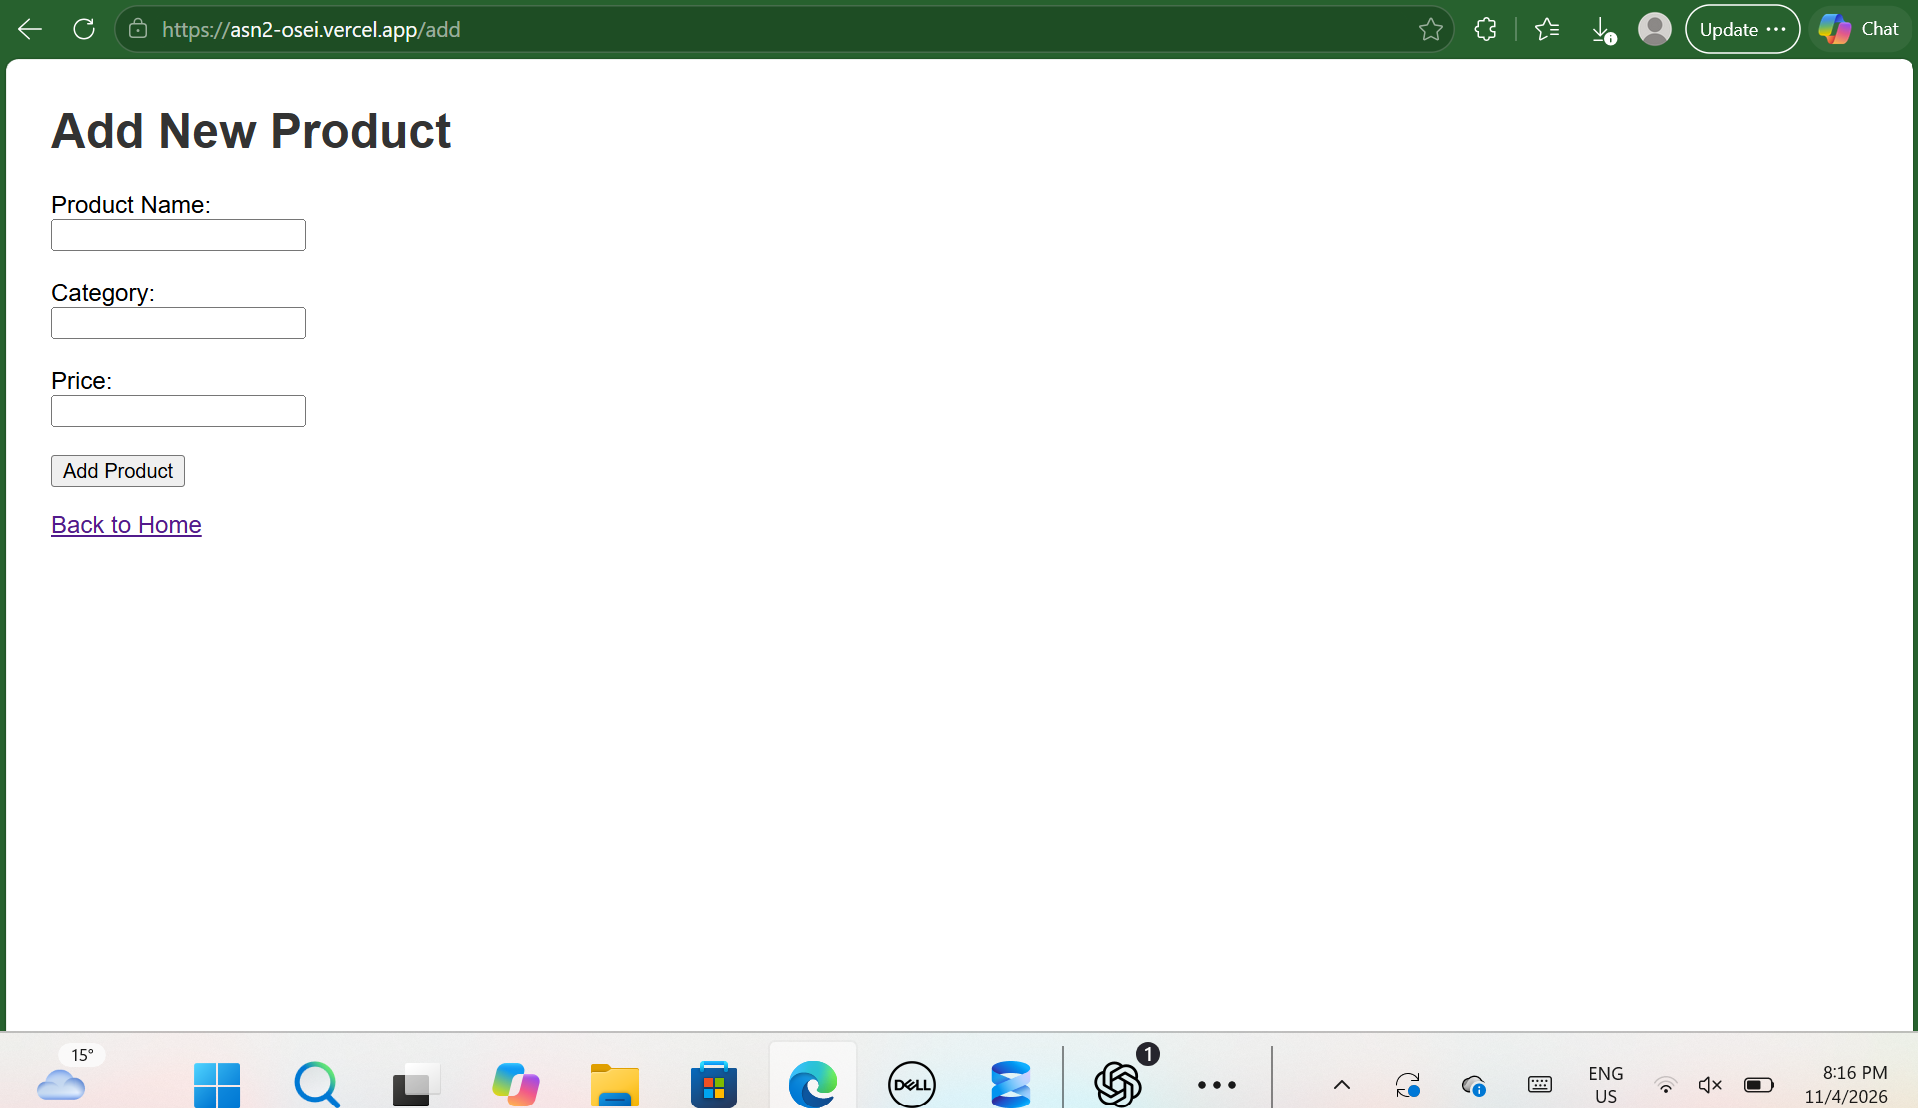 https://asn2-osei.vercel.app/add
Update
Chat
Add New Product
Product Name:
Category:
Price:
Add Product
Back to Home
15°
DELL
1
ENG
US
8:16 PM
11/4/2026